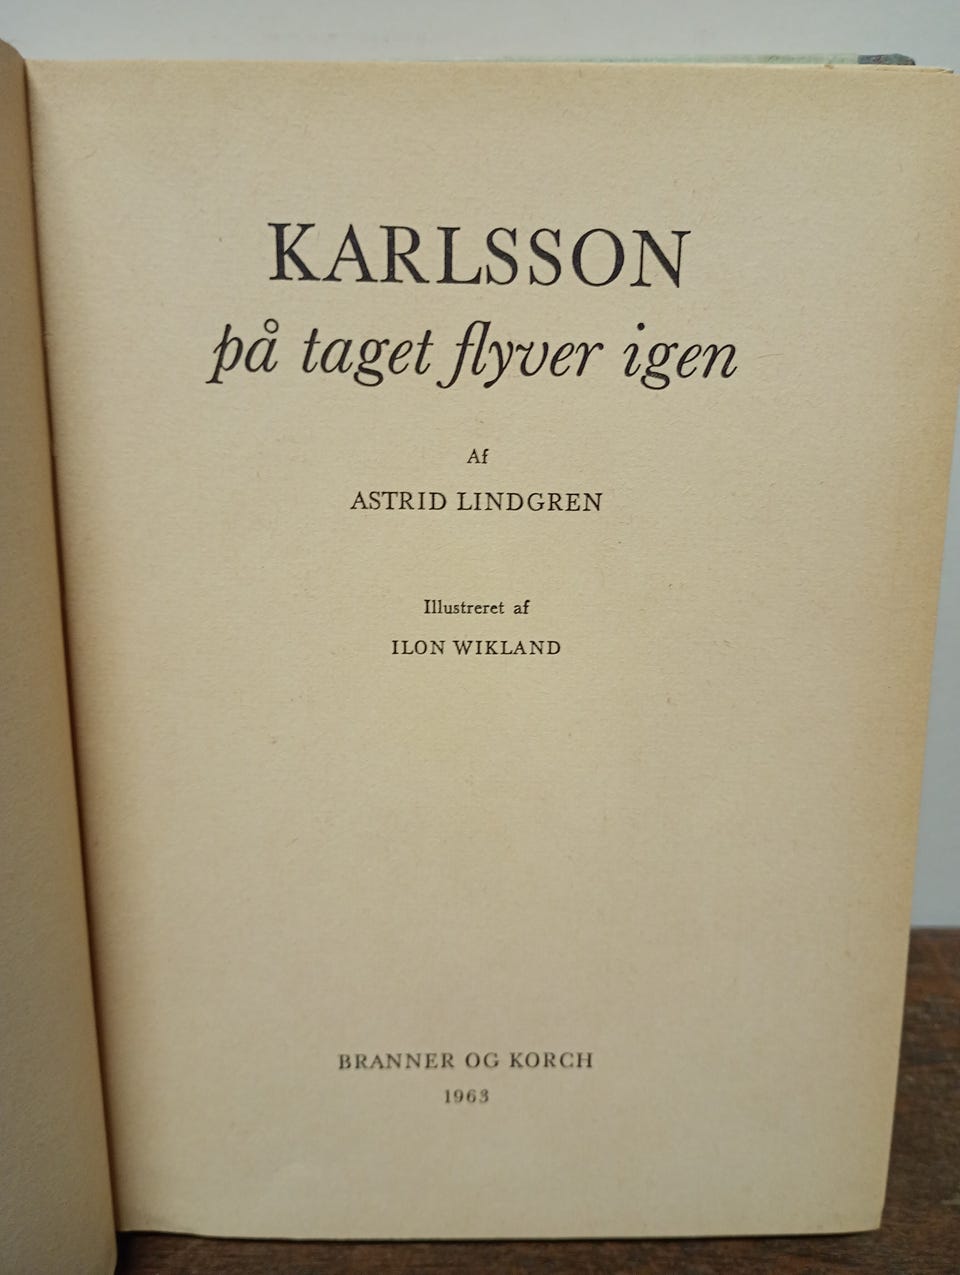 KARLSSON
på taget flyver igen
Af
ASTRID LINDGREN
Illustreret af
ILON WIKLAND
BRANNER OG KORCH
1963